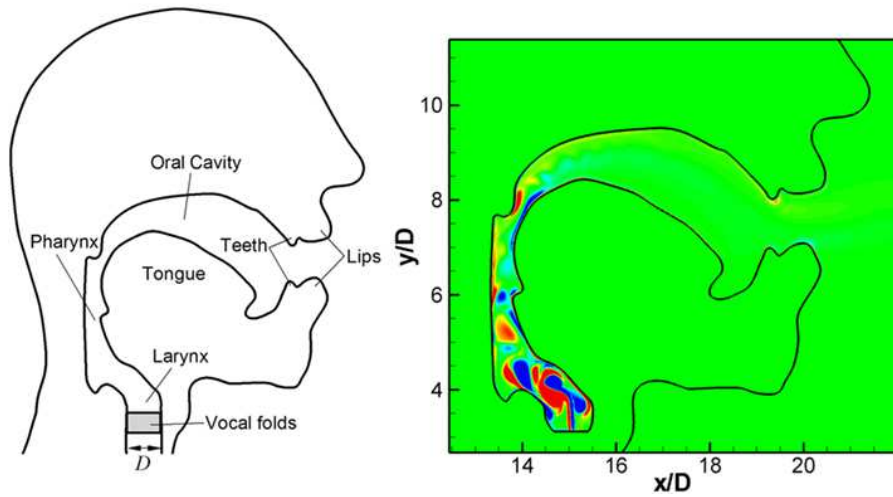 Oral Cavity
Pharynx
Teeth
Lips
Tongue
Larynx
Vocal folds
D
y/D
10
8
6
4
14
16
18
20
x/D